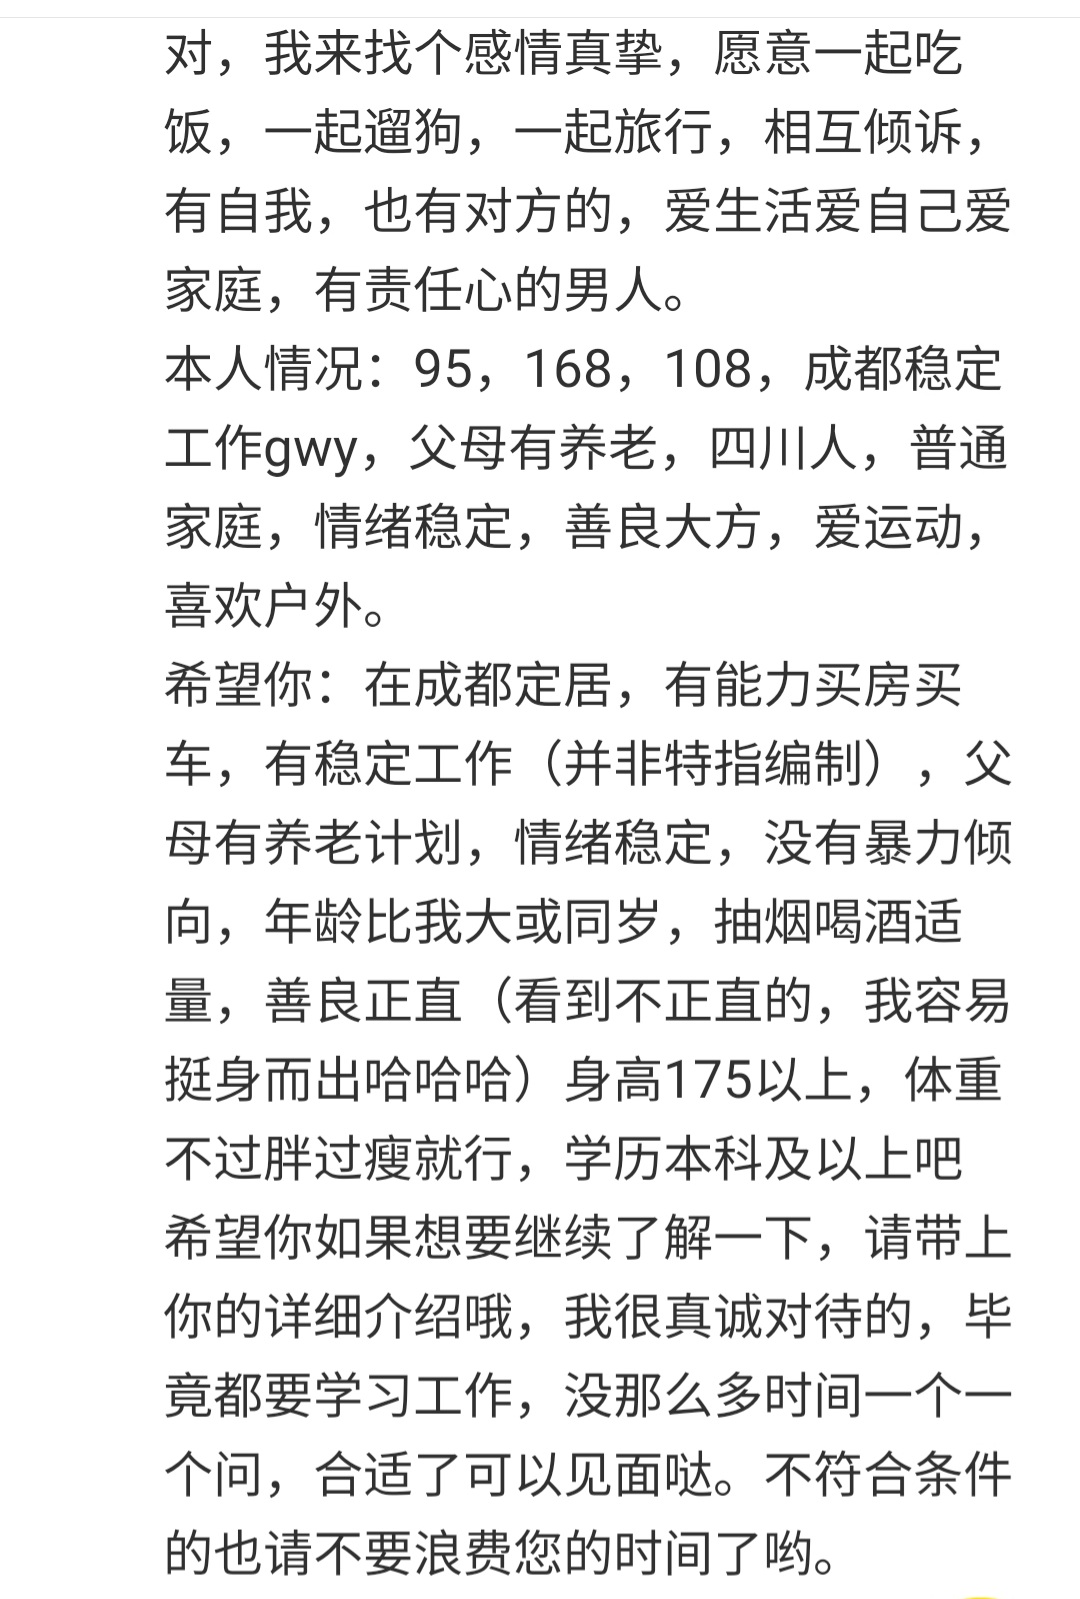 对，我来找个感情真挚，愿意一起吃
饭，一起遛狗，一起旅行，相互倾诉，
有自我，也有对方的，爱生活爱自己爱
家庭，有责任心的男人。
本人情况：95，168，108，成都稳定
工作gwy，父母有养老，四川人，普通
家庭，情绪稳定，善良大方，爱运动，
喜欢户外。
希望你：在成都定居，有能力买房买
车，有稳定工作（并非特指编制），父
母有养老计划，情绪稳定，没有暴力倾
向，年龄比我大或同岁，抽烟喝酒适
量，善良正直（看到不正直的，我容易
挺身而出哈哈哈）身高175以上，体重
不过胖过瘦就行，学历本科及以上吧
希望你如果想要继续了解一下，请带上
你的详细介绍哦，我很真诚对待的，毕
竟都要学习工作，没那么多时间一个一
个问，合适了可以见面哒。不符合条件
的也请不要浪费您的时间了哟。